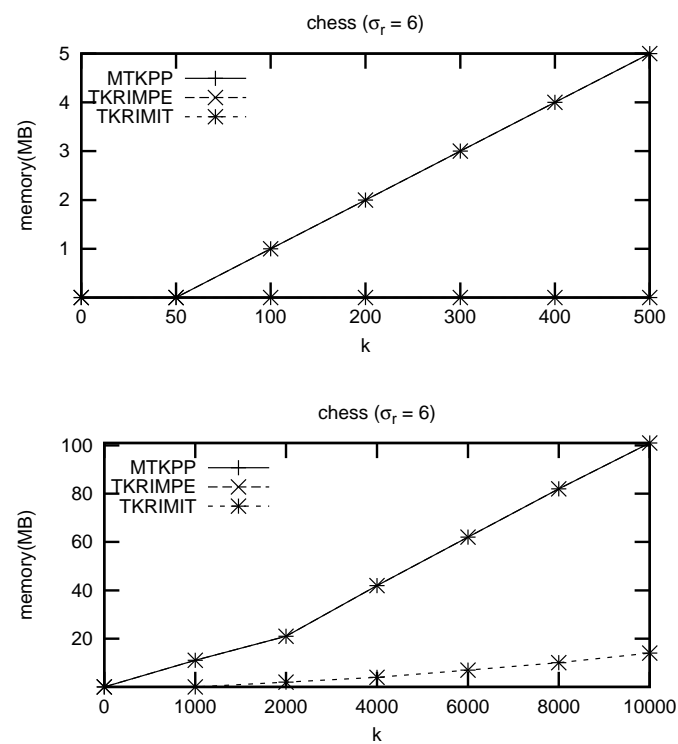 chess (σr = 6)
5
4
3
2
1
memory(MB)
MTKPP
TKRIMPE
TKRIMIT
0 50 100 200 300 400 500
k
chess (σr = 6)
100
80
60
40
20
memory(MB)
MTKPP
TKRIMPE
TKRIMIT
0 1000 2000 4000 6000 8000 10000
k